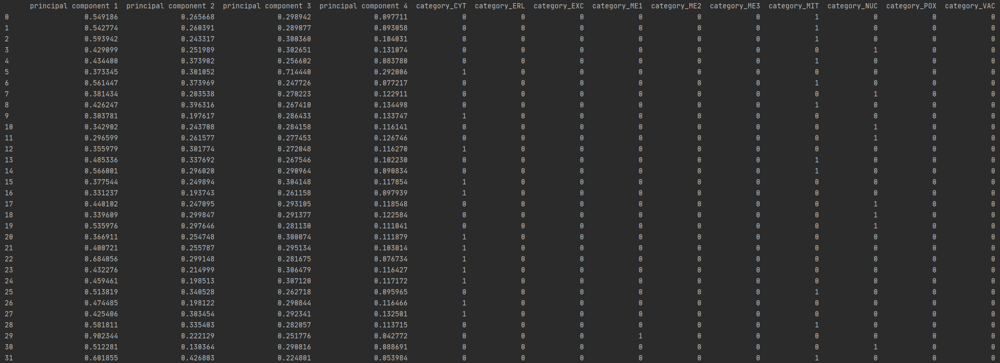 principal component 1 principal component 2 principal component 3 principal component 4 category_CYT category_ERL category_EXC category_ME1 category_ME2 category_ME3 category_MIT category_NUC category_POX category_VAC
0 0.549186 0.265668 0.298942 0.097711 0 0 0 0 0 0 1 0 0 0
1 0.542774 0.260391 0.289077 0.093058 0 0 0 0 0 0 1 0 0 0
2 0.593942 0.243317 0.300360 0.104031 0 0 0 0 0 0 1 0 0 0
3 0.429099 0.251989 0.302651 0.131074 0 0 0 0 0 0 0 1 0 0
4 0.434400 0.373902 0.256602 0.083780 0 0 0 0 0 0 1 0 0 0
5 0.373345 0.301052 0.714440 0.292006 1 0 0 0 0 0 0 0 0 0
6 0.561447 0.373969 0.247726 0.077217 0 0 0 0 0 0 1 0 0 0
7 0.381434 0.203538 0.270223 0.122911 0 0 0 0 0 0 0 1 0 0
8 0.426247 0.396316 0.267410 0.134498 0 0 0 0 0 0 1 0 0 0
9 0.303781 0.197617 0.286433 0.133747 1 0 0 0 0 0 0 0 0 0
10 0.342902 0.243708 0.284158 0.116141 0 0 0 0 0 0 0 1 0 0
11 0.296599 0.261577 0.277453 0.126746 0 0 0 0 0 0 0 1 0 0
12 0.355979 0.301774 0.272048 0.116270 1 0 0 0 0 0 0 0 0 0
13 0.485336 0.337692 0.267546 0.102230 0 0 0 0 0 0 1 0 0 0
14 0.566001 0.296020 0.290964 0.090834 0 0 0 0 0 0 1 0 0 0
15 0.377544 0.249894 0.304148 0.117854 1 0 0 0 0 0 0 0 0 0
16 0.331237 0.193743 0.261158 0.097939 1 0 0 0 0 0 0 0 0 0
17 0.440102 0.247095 0.293105 0.118548 0 0 0 0 0 0 0 1 0 0
18 0.339609 0.299847 0.291377 0.122584 0 0 0 0 0 0 0 1 0 0
19 0.535976 0.297646 0.281130 0.111041 0 0 0 0 0 0 0 1 0 0
20 0.366911 0.254748 0.300074 0.111879 1 0 0 0 0 0 0 0 0 0
21 0.400721 0.255787 0.295134 0.103014 1 0 0 0 0 0 0 0 0 0
22 0.684056 0.299148 0.281675 0.076734 1 0 0 0 0 0 0 0 0 0
23 0.432276 0.214999 0.306479 0.116427 1 0 0 0 0 0 0 0 0 0
24 0.459461 0.198513 0.307120 0.117172 1 0 0 0 0 0 0 0 0 0
25 0.513819 0.340528 0.262718 0.095965 0 0 0 0 0 0 1 0 0 0
26 0.474485 0.198122 0.290844 0.116466 1 0 0 0 0 0 0 0 0 0
27 0.425406 0.303454 0.292341 0.132501 1 0 0 0 0 0 0 0 0 0
28 0.581811 0.335403 0.282057 0.113715 0 0 0 0 0 0 1 0 0 0
29 0.902344 0.222129 0.251776 0.042772 0 0 0 1 0 0 0 0 0 0
30 0.512281 0.130364 0.290816 0.088691 0 0 0 0 0 0 0 1 0 0
31 0.601855 0.426803 0.224801 0.053984 0 0 0 0 0 0 1 0 0 0